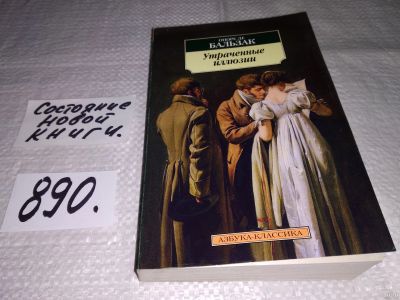 Состояние
новой
книги.
890.
ОНОРЕ ДЕ
БАЛЬЗАК
Утраченные
иллюзии
АЗБУКА-КЛАССИКА